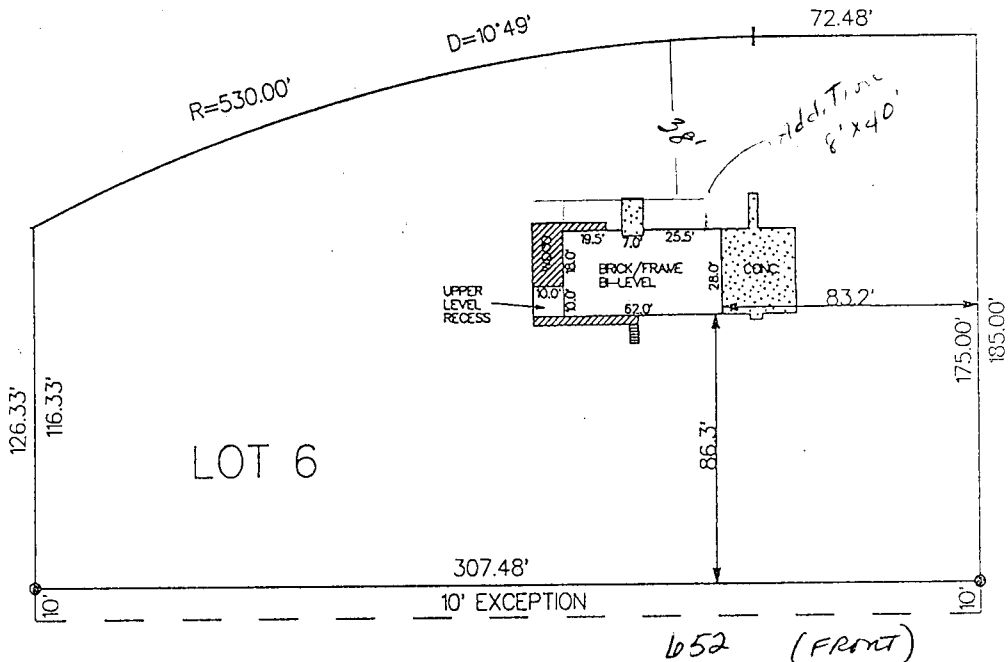 72.48'
D=10°49'
R=530.00'
38'
8' x 40'
19.5'
7.0'
25.5'
18.0'
BRICK/FRAME
BI-LEVEL
28.0'
CONC.
UPPER
LEVEL
RECESS
10.0'
10.0'
62.0'
83.2'
175.00'
185.00'
126.33'
116.33'
86.3'
LOT 6
307.48'
10'
10' EXCEPTION
10'
652 (FRONT)